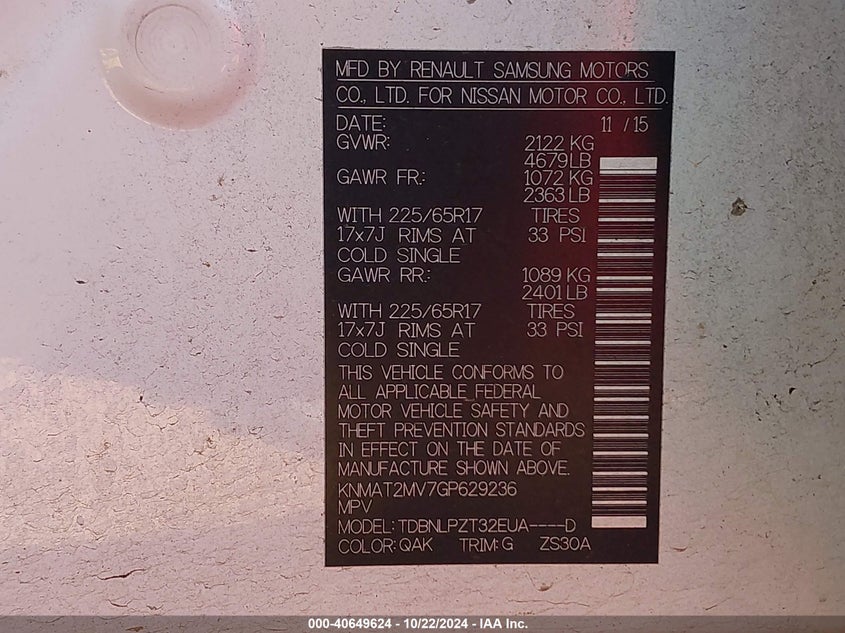 MFD BY RENAULT SAMSUNG MOTORS
CO., LTD. FOR NISSAN MOTOR CO., LTD.
DATE: 11 /15
GVWR: 2122 KG
4679LB
GAWR FR.: 1072 KG
2363 LB
WITH 225/65R17 TIRES
17x7J RIMS AT 33 PSI
COLD SINGLE
GAWR RR.: 1089 KG
2401 LB
WITH 225/65R17 TIRES
17x7J RIMS AT 33 PSI
COLD SINGLE
THIS VEHICLE CONFORMS TO
ALL APPLICABLE FEDERAL
MOTOR VEHICLE SAFETY AND
THEFT PREVENTION STANDARDS
IN EFFECT ON THE DATE OF
MANUFACTURE SHOWN ABOVE.
KNMAT2MV7GP629236
MPV
MODEL: TDBNLPZT32EUA----D
COLOR: QAK TRIM: G ZS30A
000-40649624 - 10/22/2024 - IAA Inc.